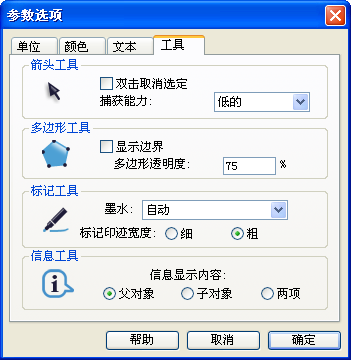 参数选项
单位 颜色 文本 工具
箭头工具
双击取消选定
捕获能力: 低的
多边形工具
显示边界
多边形透明度: 75 %
标记工具
墨水: 自动
标记印迹宽度: 细 粗
信息工具
信息显示内容:
父对象 子对象 两项
帮助 取消 确定